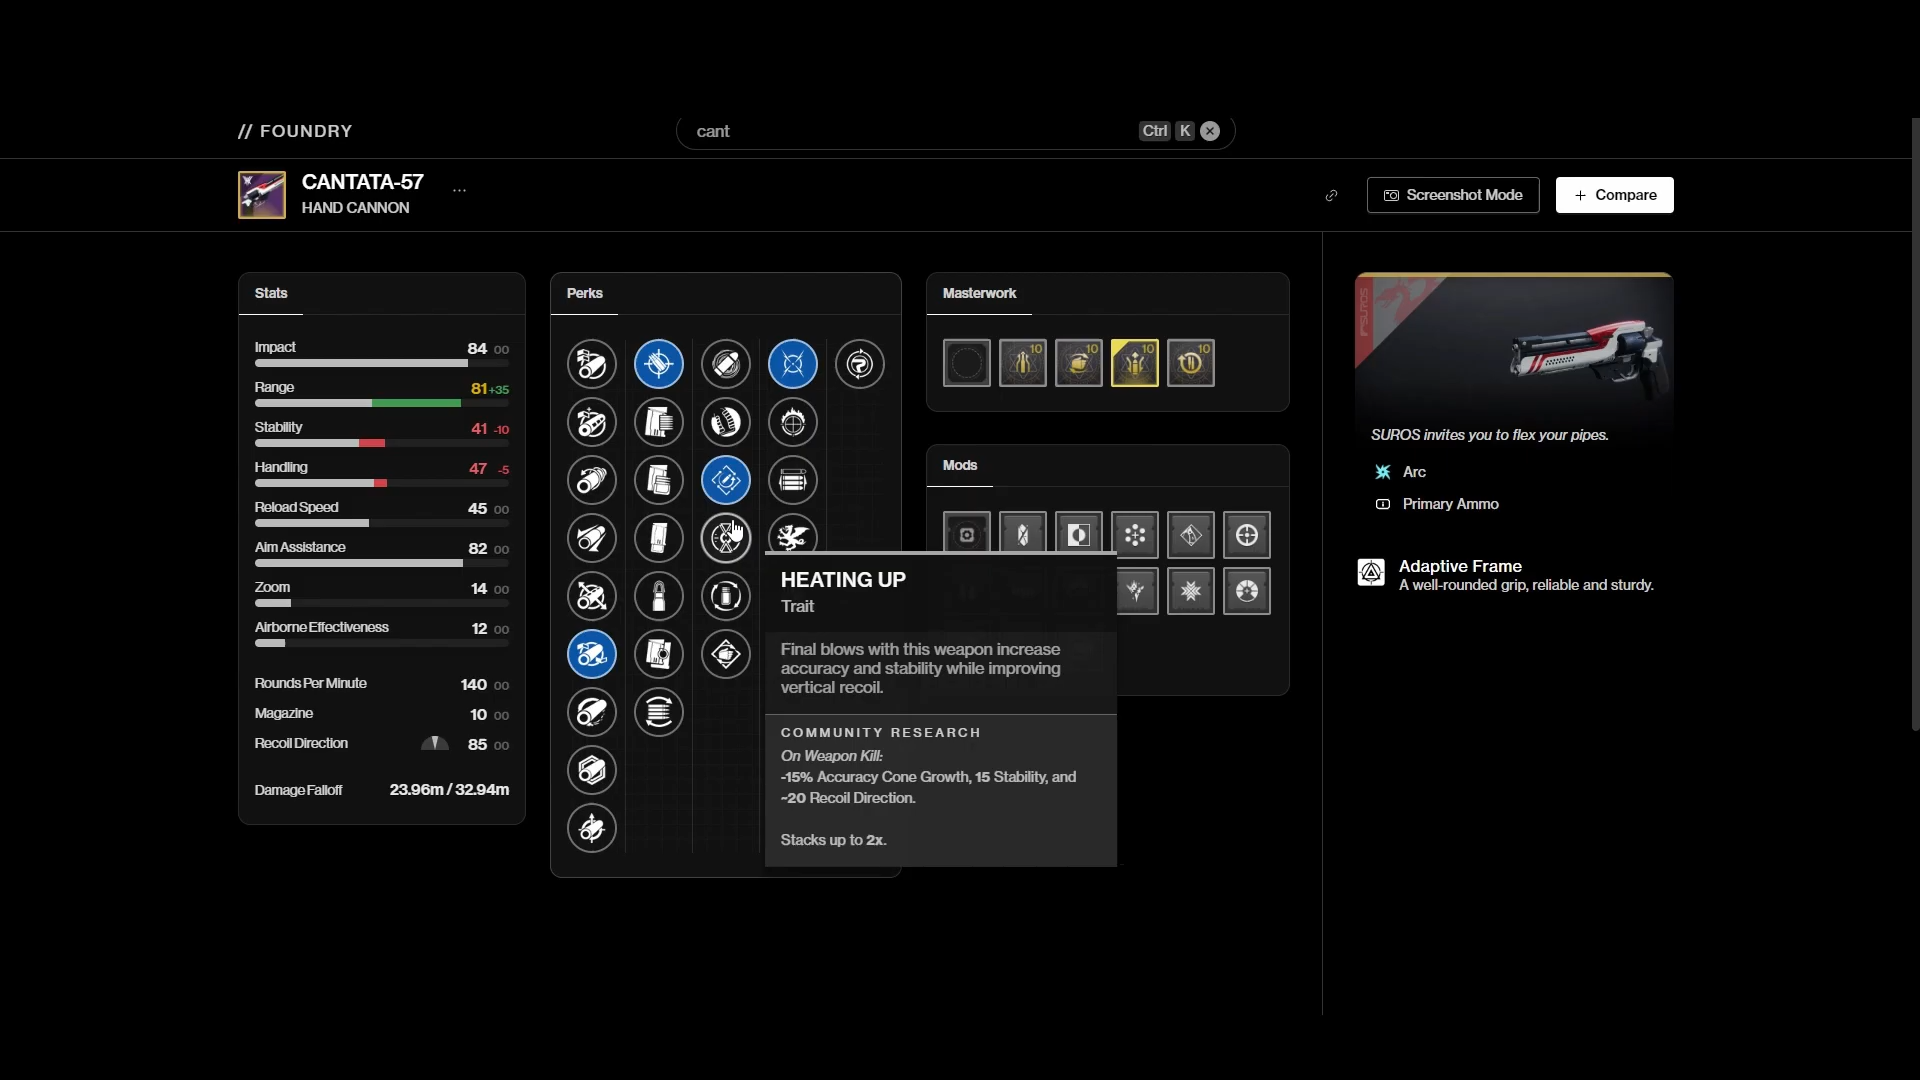 // FOUNDRY
cant
Ctrl K
CANTATA-57
...
HAND CANNON
Screenshot Mode
+ Compare
Stats
Impact 84 00
Range 81 +35
Stability 41 -10
Handling 47 -5
Reload Speed 45 00
Aim Assistance 82 00
Zoom 14 00
Airborne Effectiveness 12 00
Rounds Per Minute 140 00
Magazine 10 00
Recoil Direction 85 00
Damage Falloff 23.96m / 32.94m
Perks
HEATING UP
Trait
Final blows with this weapon increase
accuracy and stability while improving
vertical recoil.
COMMUNITY RESEARCH
On Weapon Kill:
-15% Accuracy Cone Growth, 15 Stability, and
~20 Recoil Direction.
Stacks up to 2x.
Masterwork
10 10 10 10
Mods
SUROS
SUROS invites you to flex your pipes.
Arc
Primary Ammo
Adaptive Frame
A well-rounded grip, reliable and sturdy.